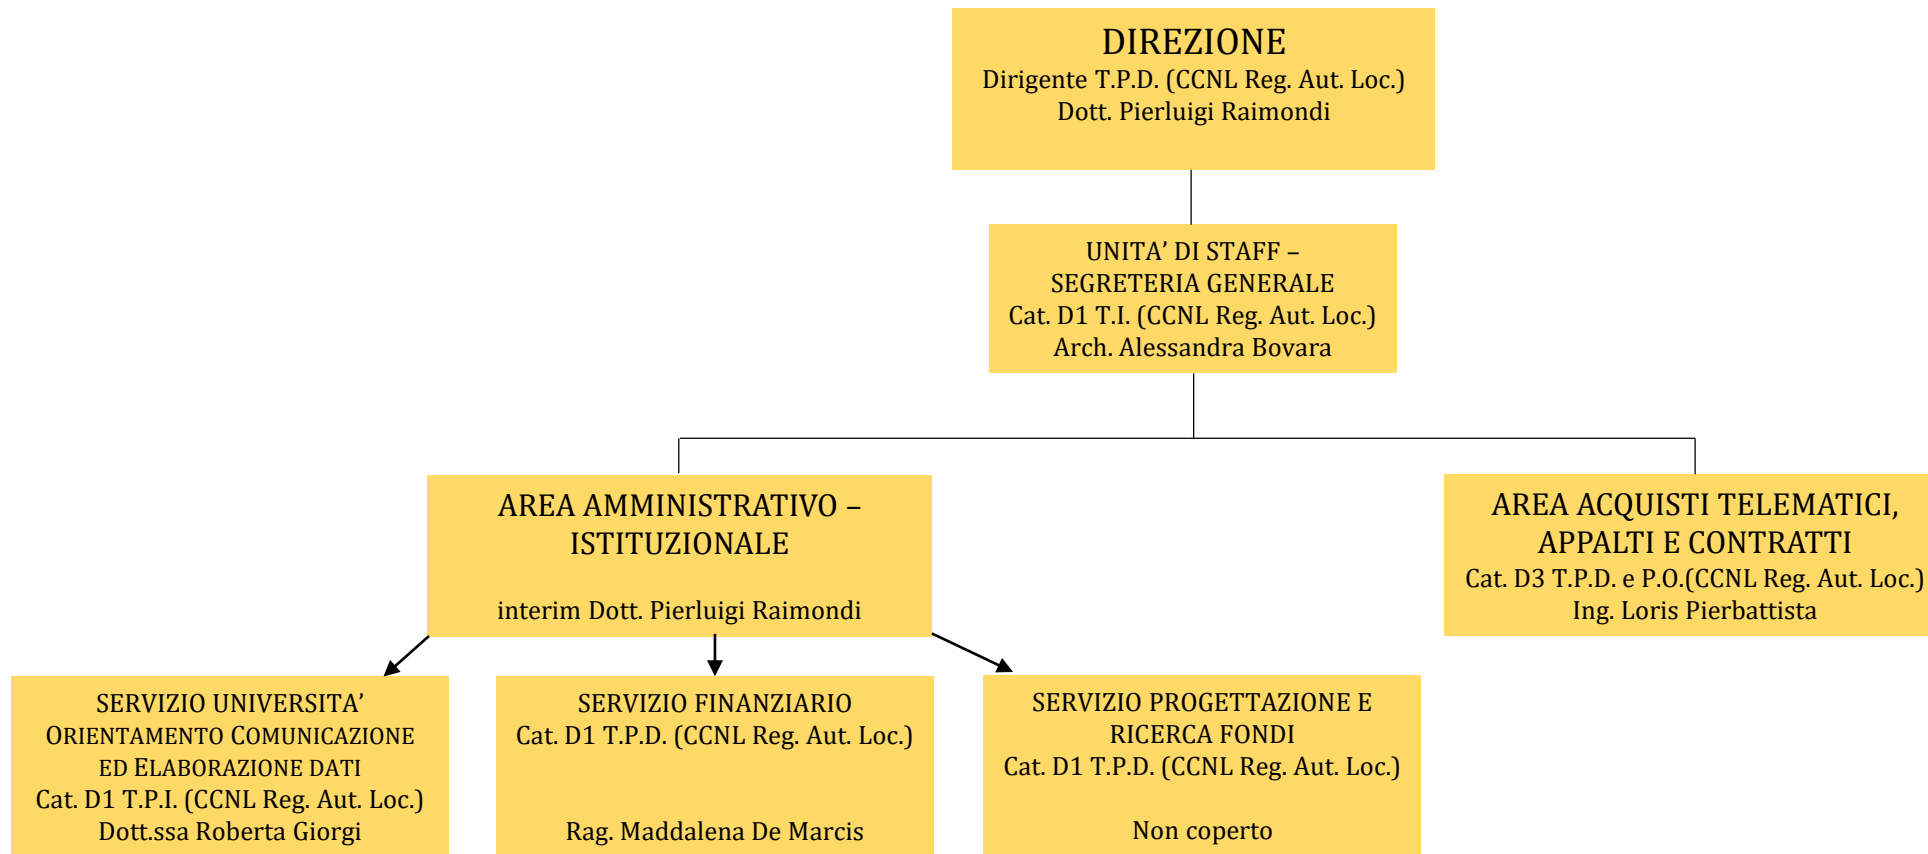 DIREZIONE
Dirigente T.P.D. (CCNL Reg. Aut. Loc.)
Dott. Pierluigi Raimondi
UNITA’ DI STAFF –
SEGRETERIA GENERALE
Cat. D1 T.I. (CCNL Reg. Aut. Loc.)
Arch. Alessandra Bovara
AREA AMMINISTRATIVO –
ISTITUZIONALE
interim Dott. Pierluigi Raimondi
AREA ACQUISTI TELEMATICI,
APPALTI E CONTRATTI
Cat. D3 T.P.D. e P.O.(CCNL Reg. Aut. Loc.)
Ing. Loris Pierbattista
SERVIZIO UNIVERSITA’
ORIENTAMENTO COMUNICAZIONE
ED ELABORAZIONE DATI
Cat. D1 T.P.I. (CCNL Reg. Aut. Loc.)
Dott.ssa Roberta Giorgi
SERVIZIO FINANZIARIO
Cat. D1 T.P.D. (CCNL Reg. Aut. Loc.)
Rag. Maddalena De Marcis
SERVIZIO PROGETTAZIONE E
RICERCA FONDI
Cat. D1 T.P.D. (CCNL Reg. Aut. Loc.)
Non coperto